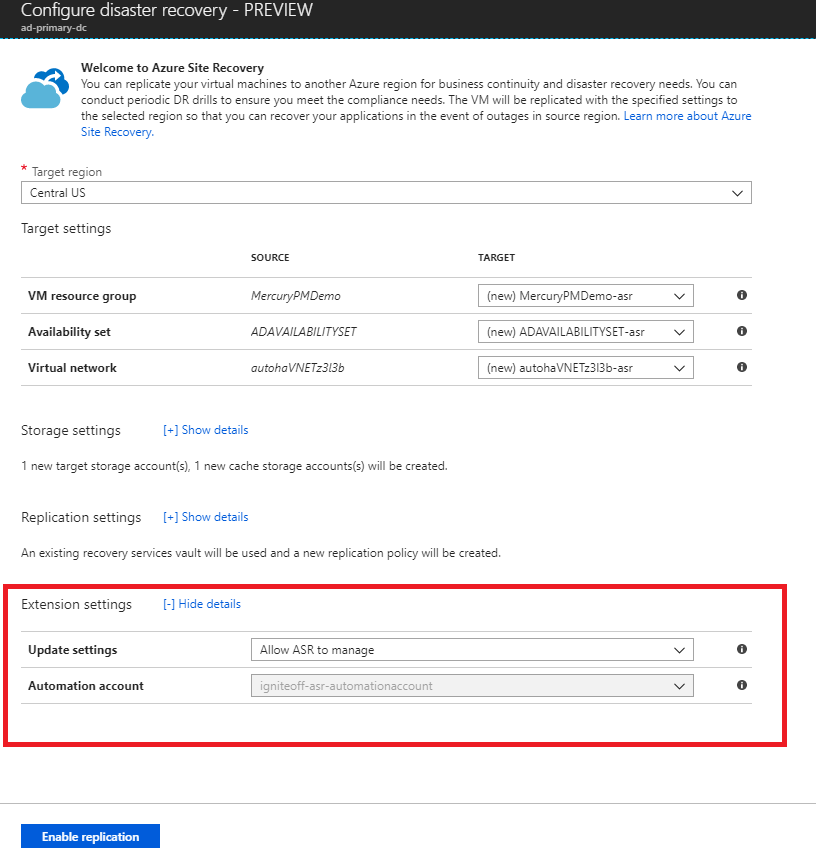 Configure disaster recovery - PREVIEW
ad-primary-dc
Welcome to Azure Site Recovery
You can replicate your virtual machines to another Azure region for business continuity and disaster recovery needs. You can
conduct periodic DR drills to ensure you meet the compliance needs. The VM will be replicated with the specified settings to
the selected region so that you can recover your applications in the event of outages in source region. Learn more about Azure
Site Recovery.
* Target region
Central US
Target settings
SOURCE TARGET
VM resource group MercuryPMDemo (new) MercuryPMDemo-asr
Availability set ADAVAILABILITYSET (new) ADAVAILABILITYSET-asr
Virtual network autohaVNETz3l3b (new) autohaVNETz3l3b-asr
Storage settings [+] Show details
1 new target storage account(s), 1 new cache storage accounts(s) will be created.
Replication settings [+] Show details
An existing recovery services vault will be used and a new replication policy will be created.
Extension settings [-] Hide details
Update settings Allow ASR to manage
Automation account igniteoff-asr-automationaccount
Enable replication